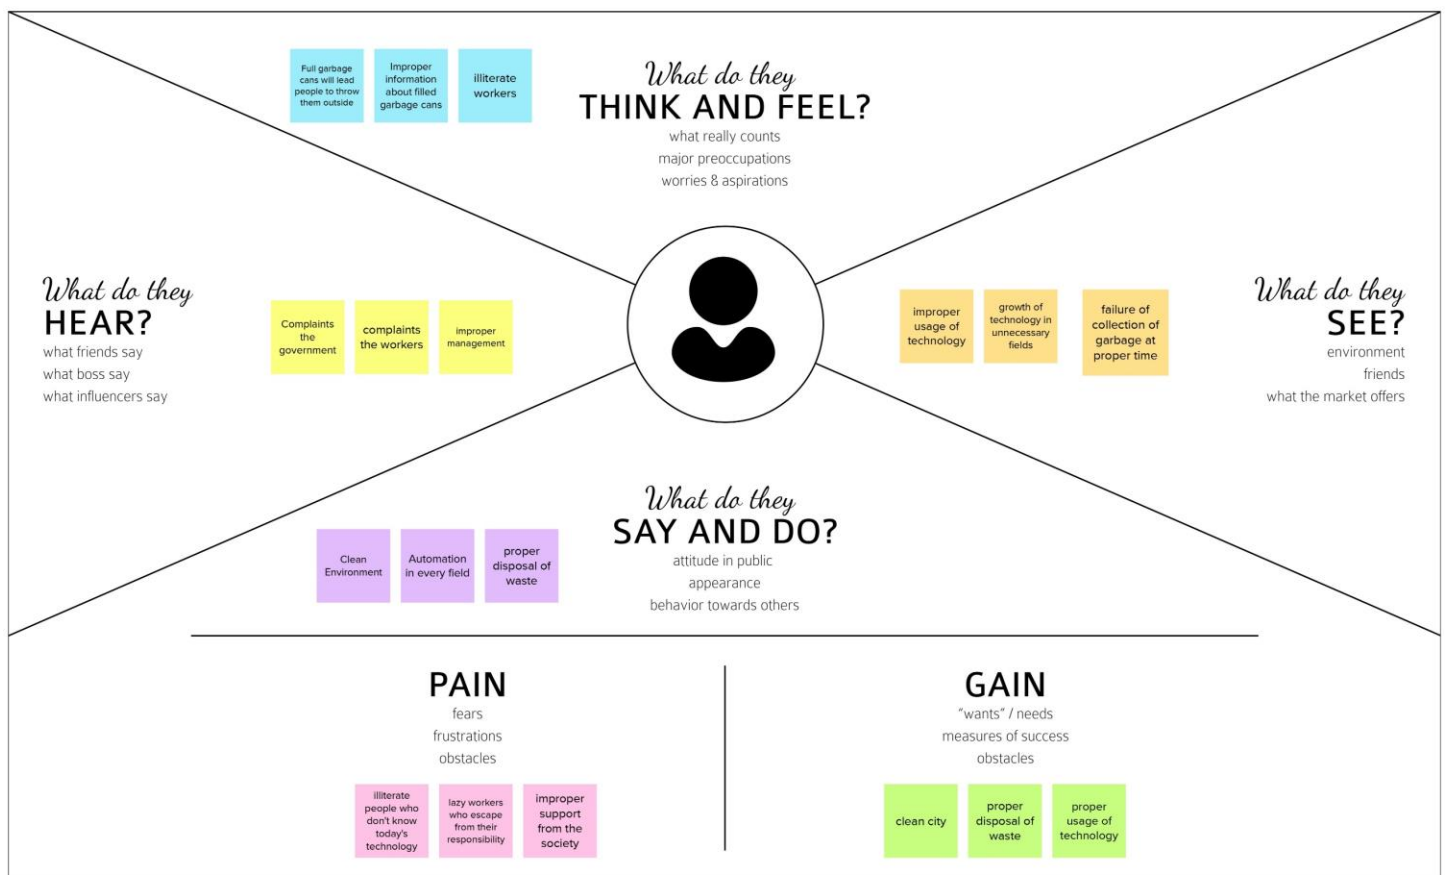 Full garbage
cans will lead
people to throw
them outside
Improper
information
about filled
garbage cans
illiterate
workers
What do they
THINK AND FEEL?
what really counts
major preoccupations
worries & aspirations
What do they
HEAR?
what friends say
what boss say
what influencers say
Complaints
the
government
complaints
the workers
improper
management
improper
usage of
technology
growth of
technology in
unnecessary
fields
failure of
collection of
garbage at
proper time
What do they
SEE?
environment
friends
what the market offers
Clean
Environment
Automation
in every field
proper
disposal of
waste
What do they
SAY AND DO?
attitude in public
appearance
behavior towards others
PAIN
fears
frustrations
obstacles
illiterate
people who
don't know
today's
technology
lazy workers
who escape
from their
responsibility
improper
support
from the
society
GAIN
"wants" / needs
measures of success
obstacles
clean city
proper
disposal of
waste
proper
usage of
technology